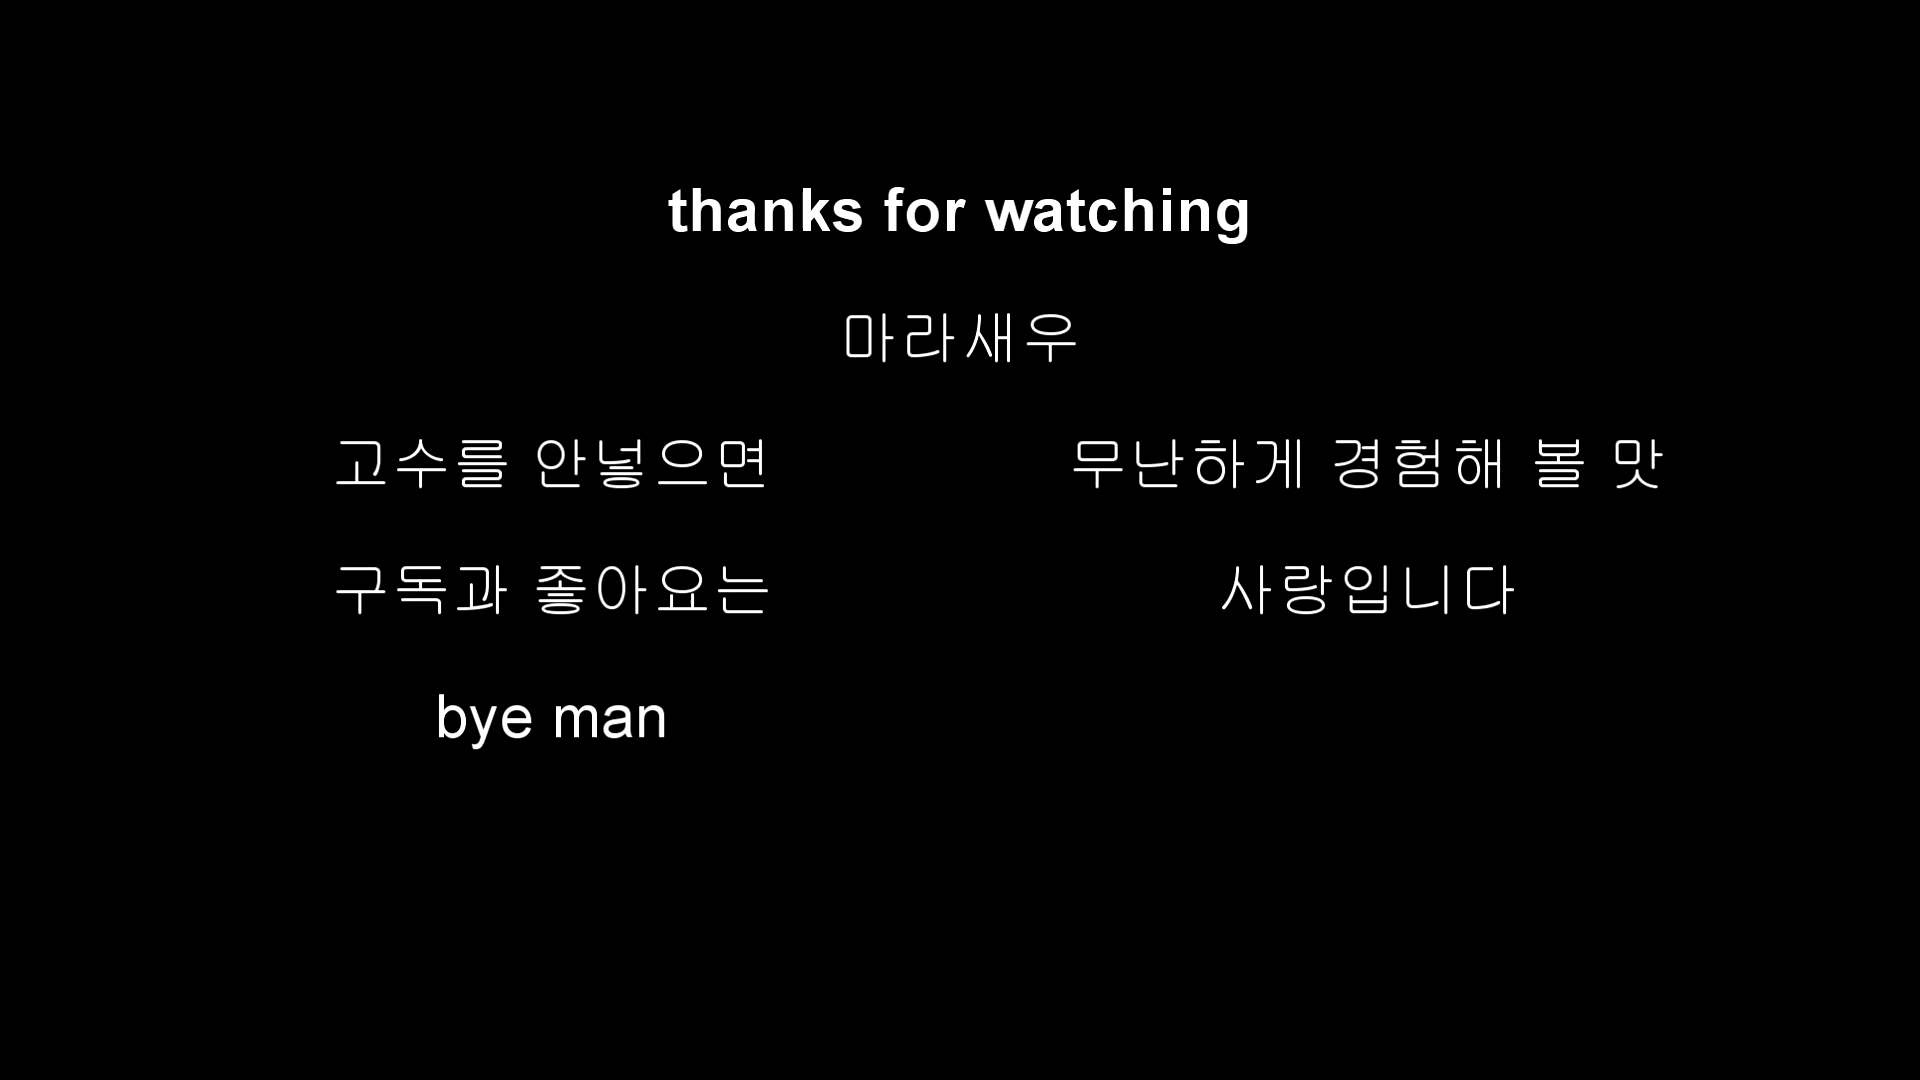 thanks for watching
마라새우
고수를 안넣으면 무난하게 경험해 볼 맛
구독과 좋아요는 사랑입니다
bye man